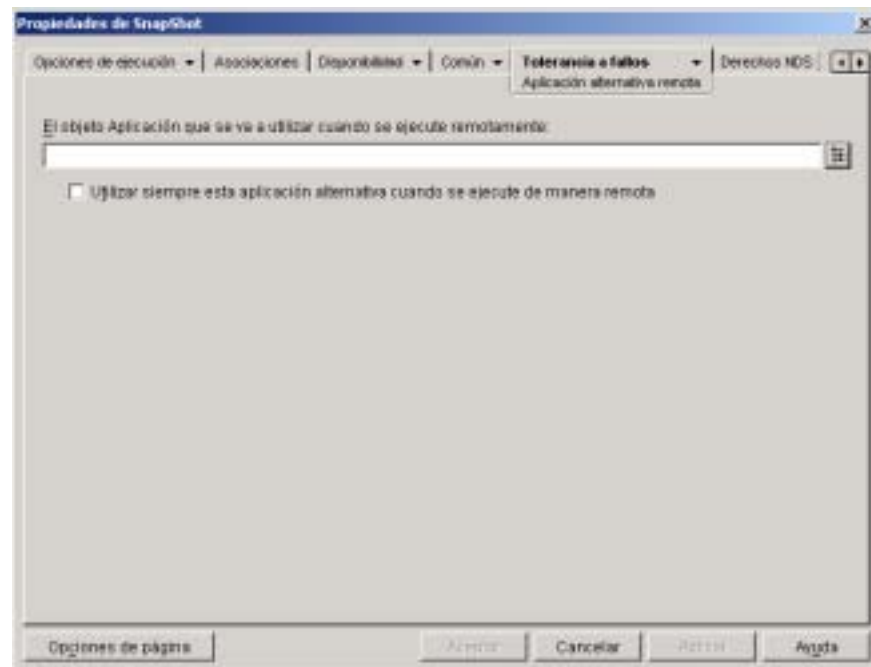 Propiedades de SnapShot
Opciones de ejecución Asociaciones Disponibilidad Común Tolerancia a fallos Derechos NDS
Aplicación alternativa remota
El objeto Aplicación que se va a utilizar cuando se ejecute remotamente:
Utilizar siempre esta aplicación alternativa cuando se ejecute de manera remota
Opciones de página Aceptar Cancelar Ayuda